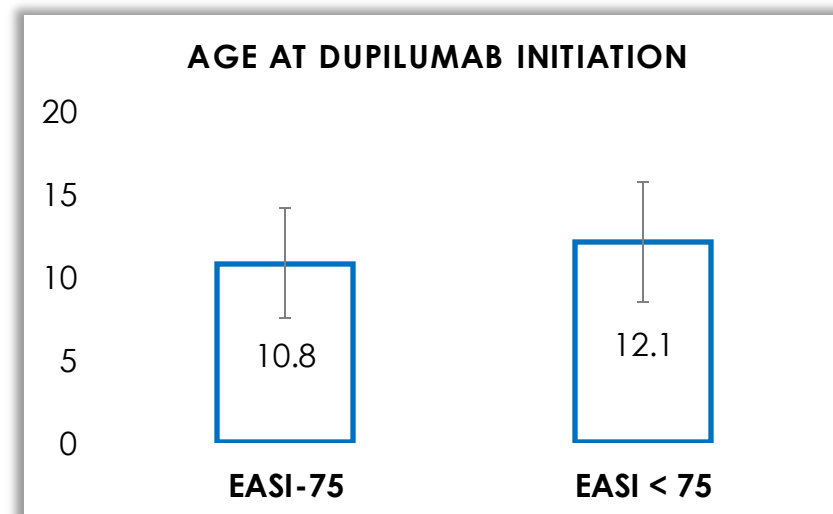 AGE AT DUPILUMAB INITIATION
20
15
10
5
0
10.8
12.1
EASI-75
EASI < 75